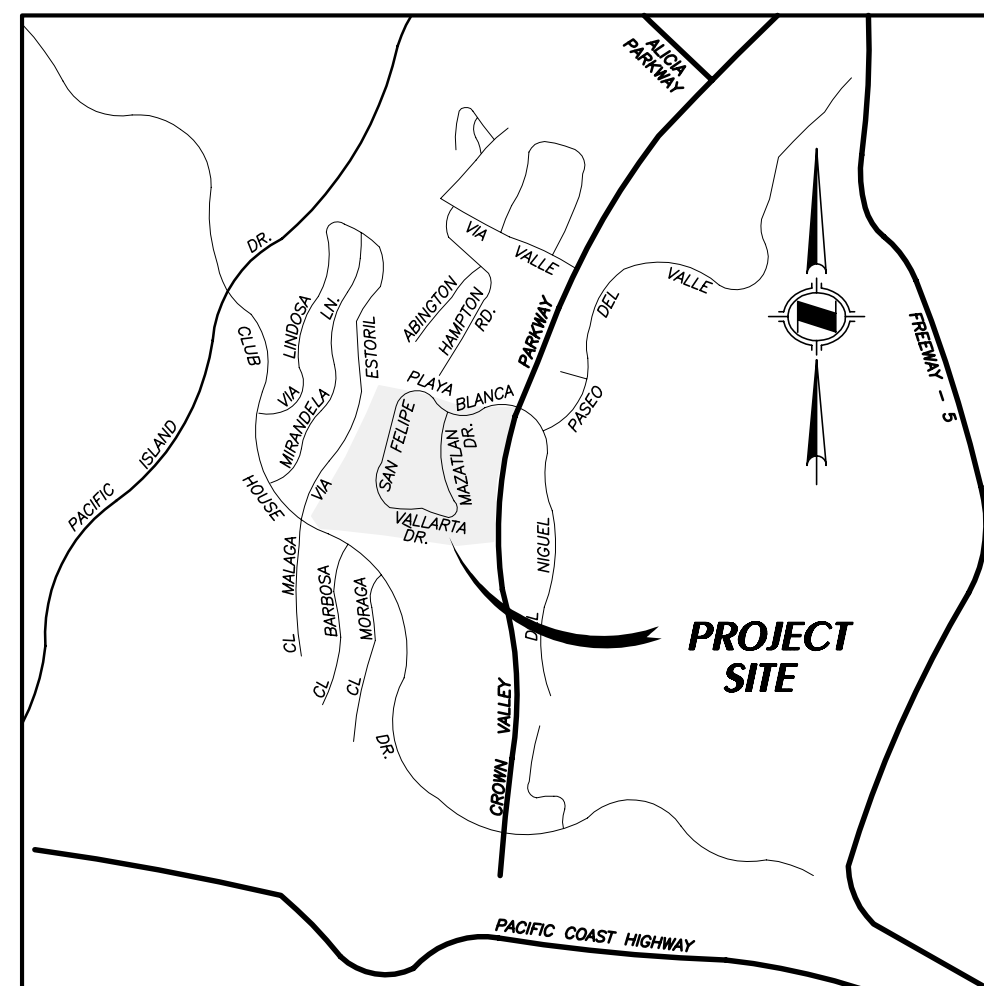 ALICIA
PARKWAY
DR.
VIA
VALLE
VALLE
DEL
ABINGTON
HAMPTON
RD.
LINDOSA
LN.
CLUB
ESTORIL
PARKWAY
FREEWAY - 5
PLAYA
BLANCA
VIA
PASEO
MIRANDELA
SAN FELIPE
MAZATLAN
DR.
ISLAND
PACIFIC
HOUSE
VIA
VALLARTA
DR.
NIGUEL
MALAGA
BARBOSA
MORAGA
DEL
CL
CL
CL
PROJECT
SITE
VALLEY
CROWN
DR.
PACIFIC COAST HIGHWAY